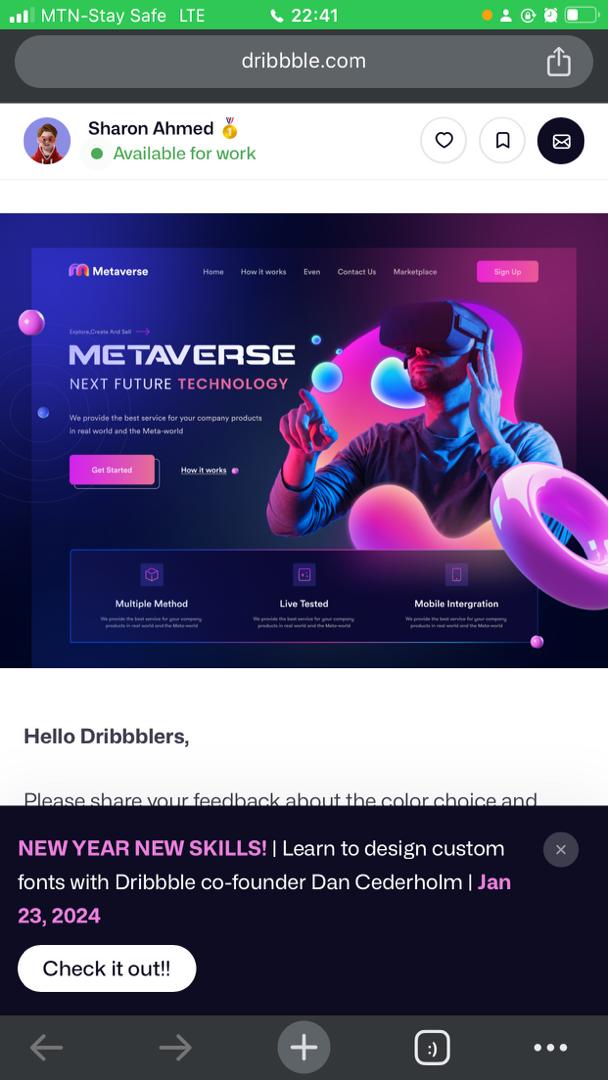 MTN-Stay Safe LTE 22:41
dribbble.com
Sharon Ahmed
Available for work
Metaverse Home How it works Even Contact Us Marketplace Sign Up
Explore,Create And Sell
METAVERSE
NEXT FUTURE TECHNOLOGY
We provide the best service for your company products
in real world and the Meta-world
Get Started How it works
Multiple Method Live Tested Mobile Intergration
We provide the best service for your company We provide the best service for your company We provide the best service for your company
products in real world and the Meta-world products in real world and the Meta-world products in real world and the Meta-world
Hello Dribbblers,
Please share your feedback about the color choice and
NEW YEAR NEW SKILLS! | Learn to design custom
fonts with Dribbble co-founder Dan Cederholm | Jan
23, 2024
Check it out!!
:)